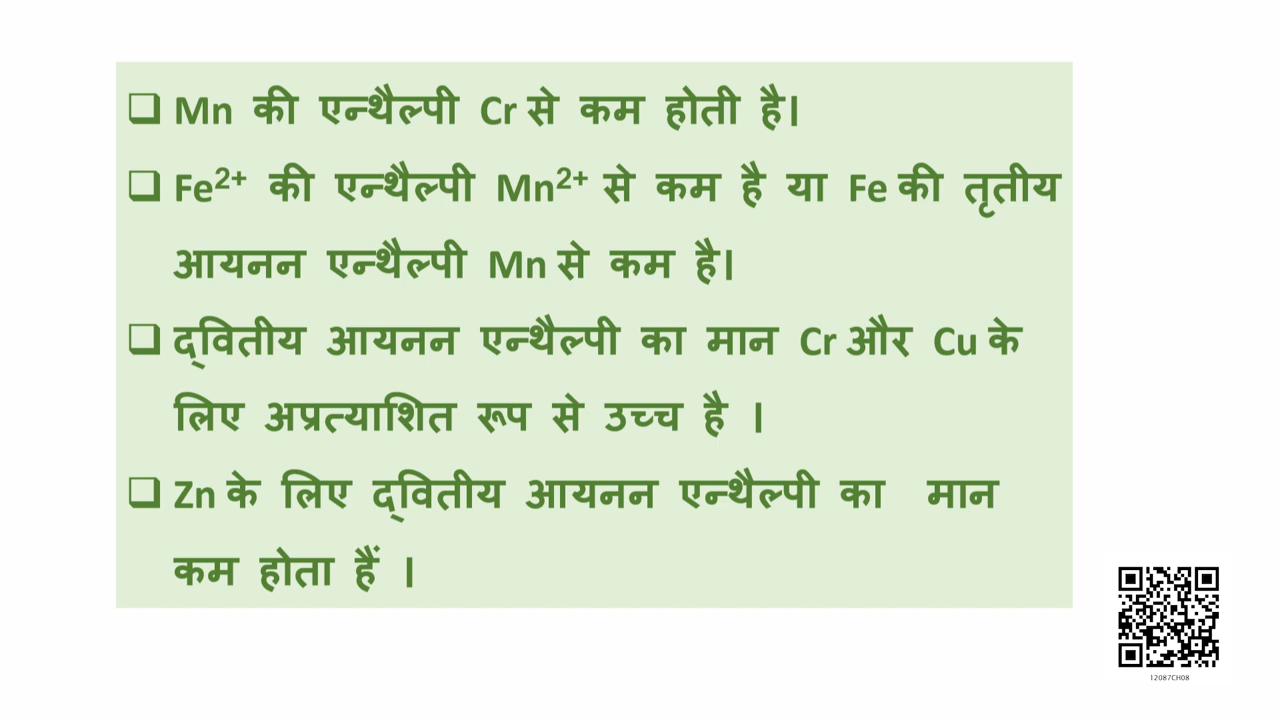 ❑ Mn की एन्थैल्पी Cr से कम होती है।
❑ Fe²⁺ की एन्थैल्पी Mn²⁺ से कम है या Fe की तृतीय
आयनन एन्थैल्पी Mn से कम है।
❑ द्वितीय आयनन एन्थैल्पी का मान Cr और Cu के
लिए अप्रत्याशित रूप से उच्च है ।
❑ Zn के लिए द्वितीय आयनन एन्थैल्पी का मान
कम होता हैं ।
12087CH08